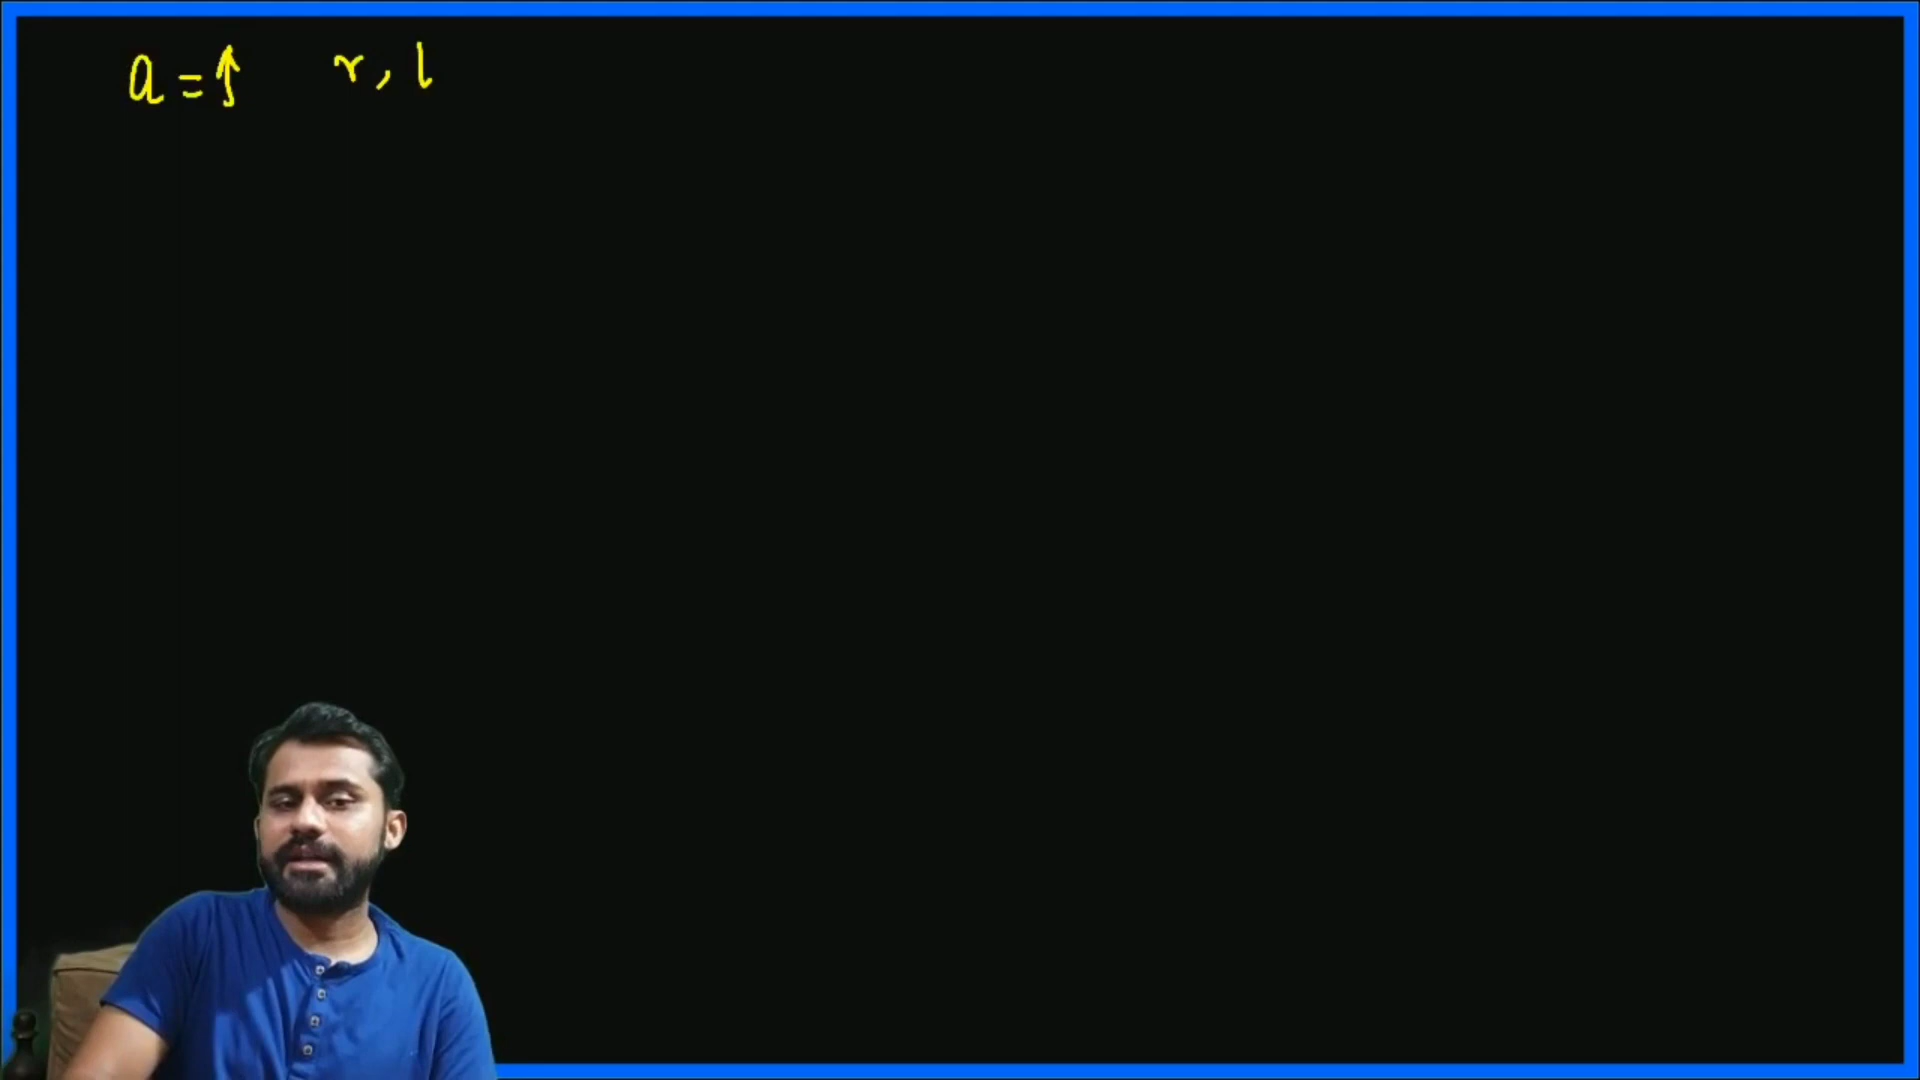 a = ↑ r, l